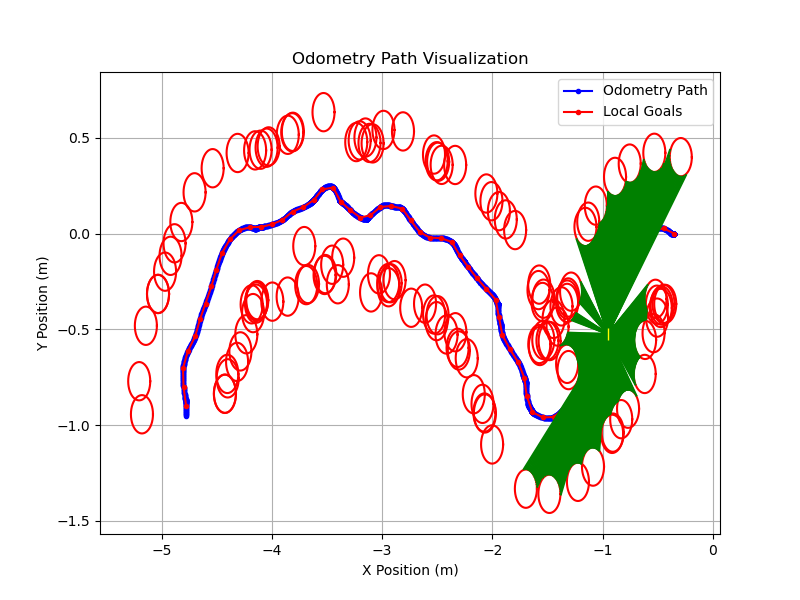 Odometry Path Visualization
Odometry Path
Local Goals
Y Position (m)
0.5
0.0
−0.5
−1.0
−1.5
−5
−4
−3
−2
−1
0
X Position (m)